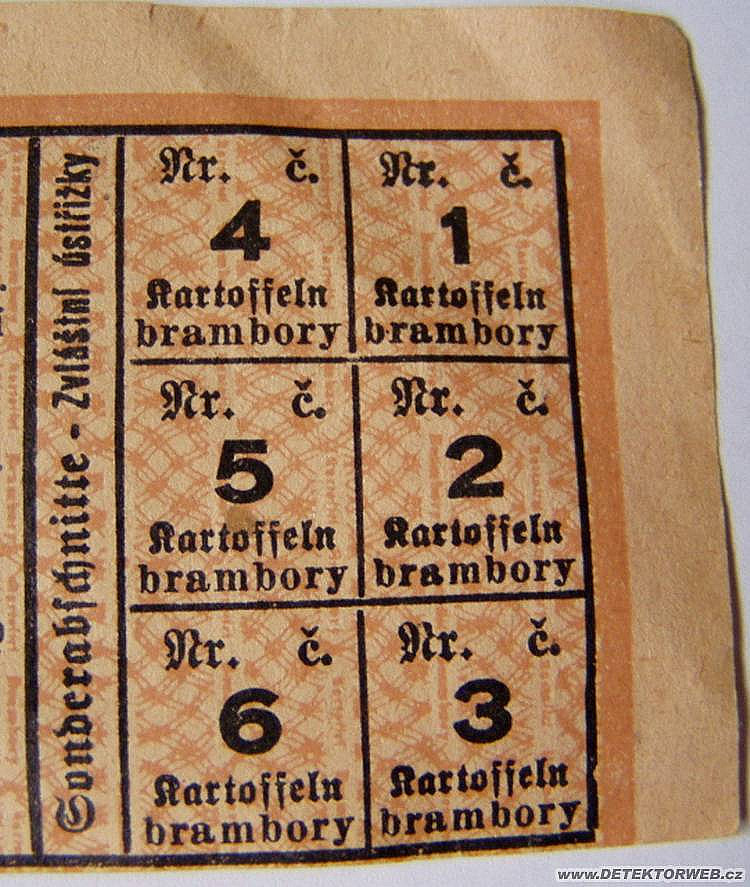 Sonderabschnitte - Zvláštní ústřižky
Nr. č.
4
Kartoffeln
brambory
Nr. č.
1
Kartoffeln
brambory
Nr. č.
5
Kartoffeln
brambory
Nr. č.
2
Kartoffeln
brambory
Nr. č.
6
Kartoffeln
brambory
Nr. č.
3
Kartoffeln
brambory
www.DETEKTORWEB.cz